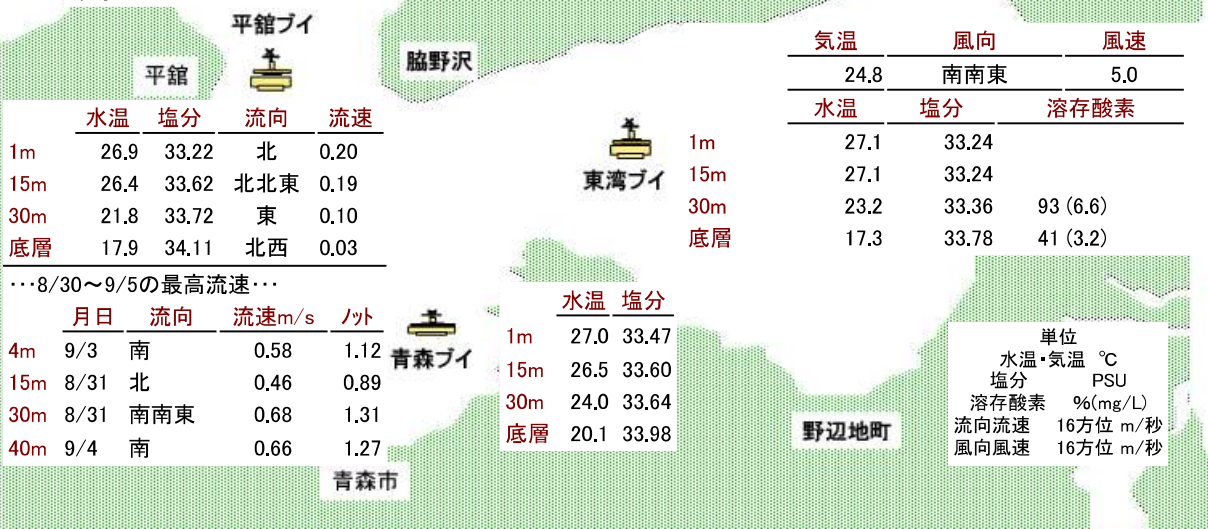 平舘ブイ
平舘
脇野沢
水温 塩分 流向 流速
1m 26.9 33.22 北 0.20
15m 26.4 33.62 北北東 0.19
30m 21.8 33.72 東 0.10
底層 17.9 34.11 北西 0.03
…8/30～9/5の最高流速…
月日 流向 流速m/s ノット
4m 9/3 南 0.58 1.12
15m 8/31 北 0.46 0.89
30m 8/31 南南東 0.68 1.31
40m 9/4 南 0.66 1.27
気温 風向 風速
24.8 南南東 5.0
水温 塩分 溶存酸素
1m 27.1 33.24
15m 27.1 33.24
30m 23.2 33.36 93 (6.6)
底層 17.3 33.78 41 (3.2)
東湾ブイ
青森ブイ
水温 塩分
1m 27.0 33.47
15m 26.5 33.60
30m 24.0 33.64
底層 20.1 33.98
単位
水温・気温 ℃
塩分 PSU
溶存酸素 %(mg/L)
流向流速 16方位 m/秒
風向風速 16方位 m/秒
野辺地町
青森市